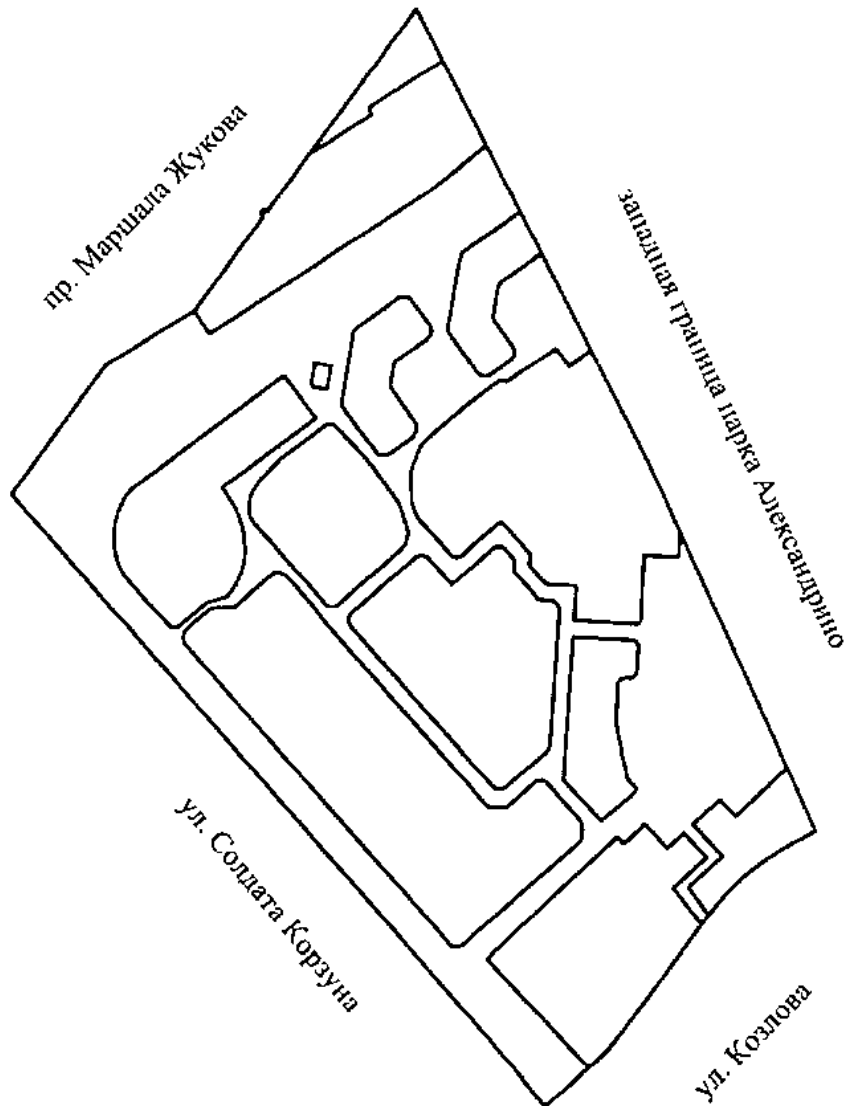 пр. Маршала Жукова
западная граница парка Александрино
ул. Солдата Корзуна
ул. Козлова